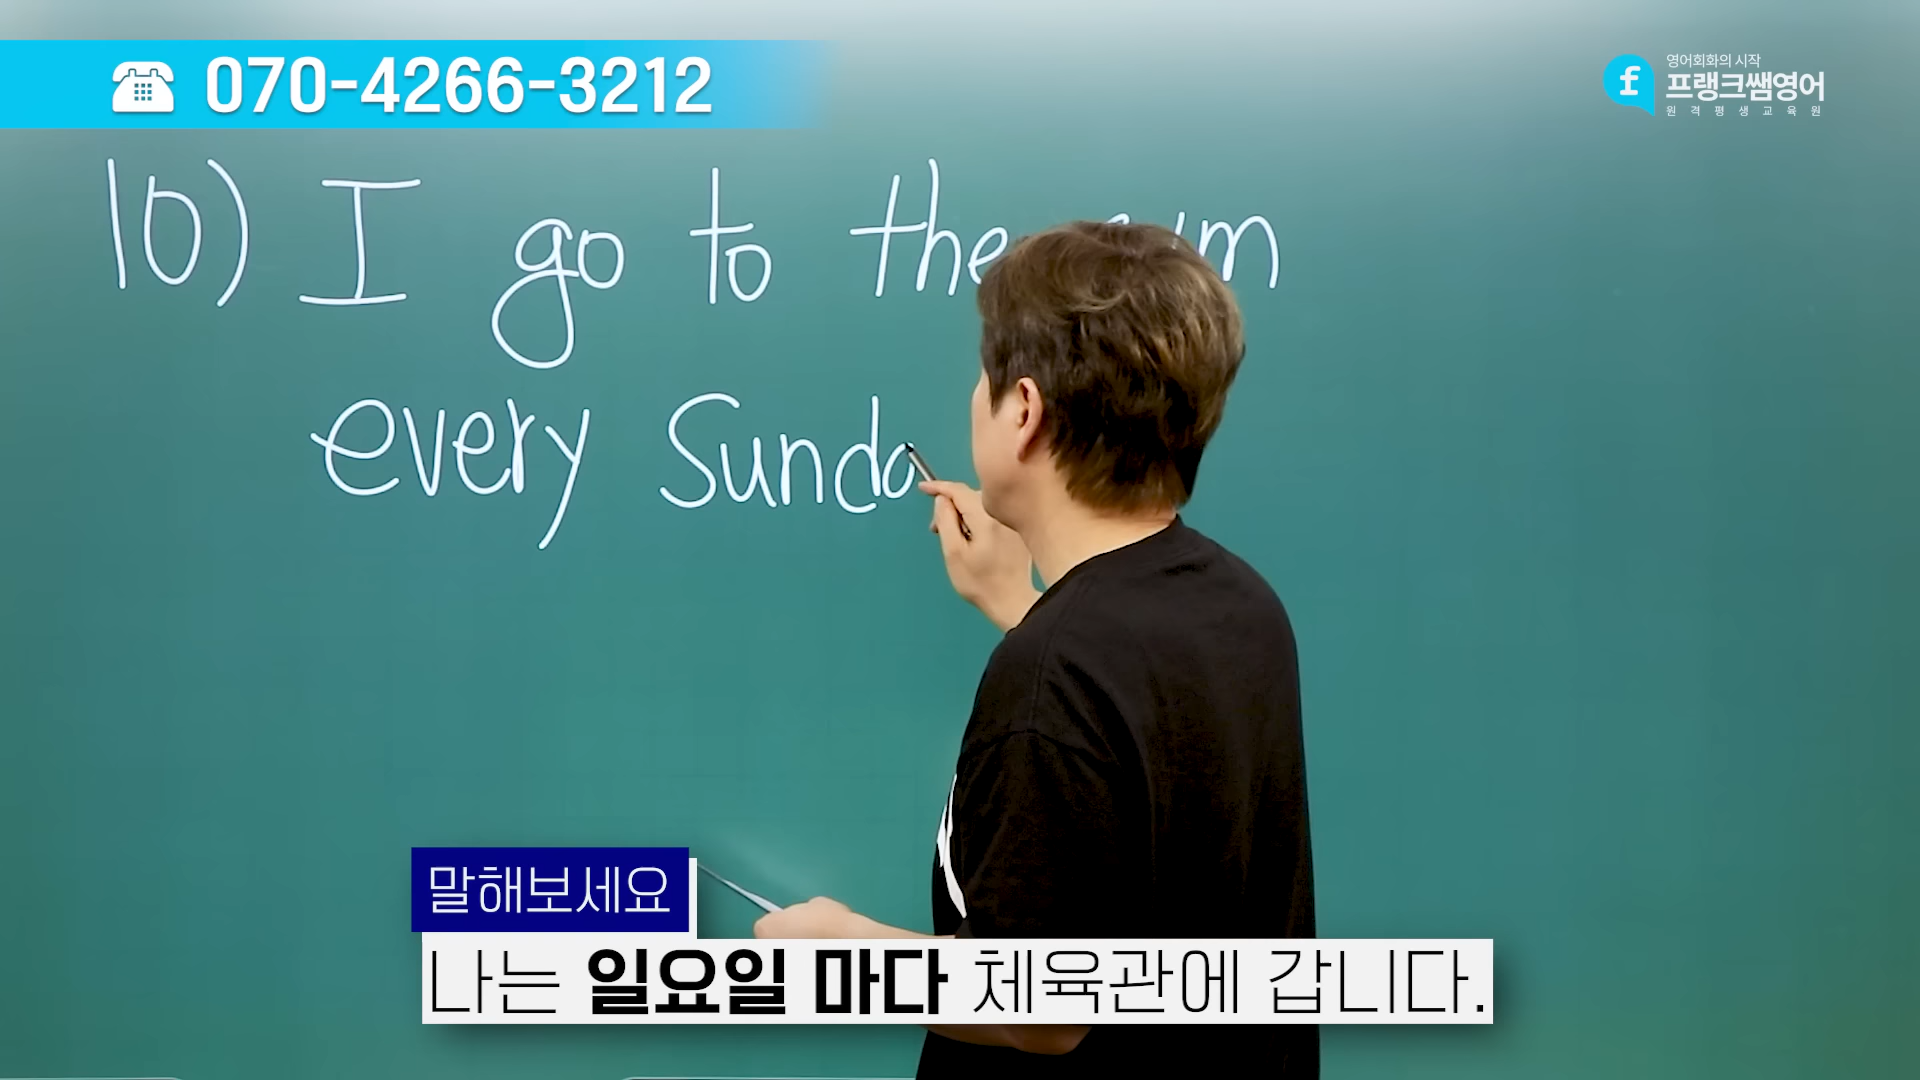 070-4266-3212
영어회화의 시작
프랭크쌤영어
원격평생교육원
10) I go to the
every Sunda
말해보세요
나는 일요일 마다 체육관에 갑니다.